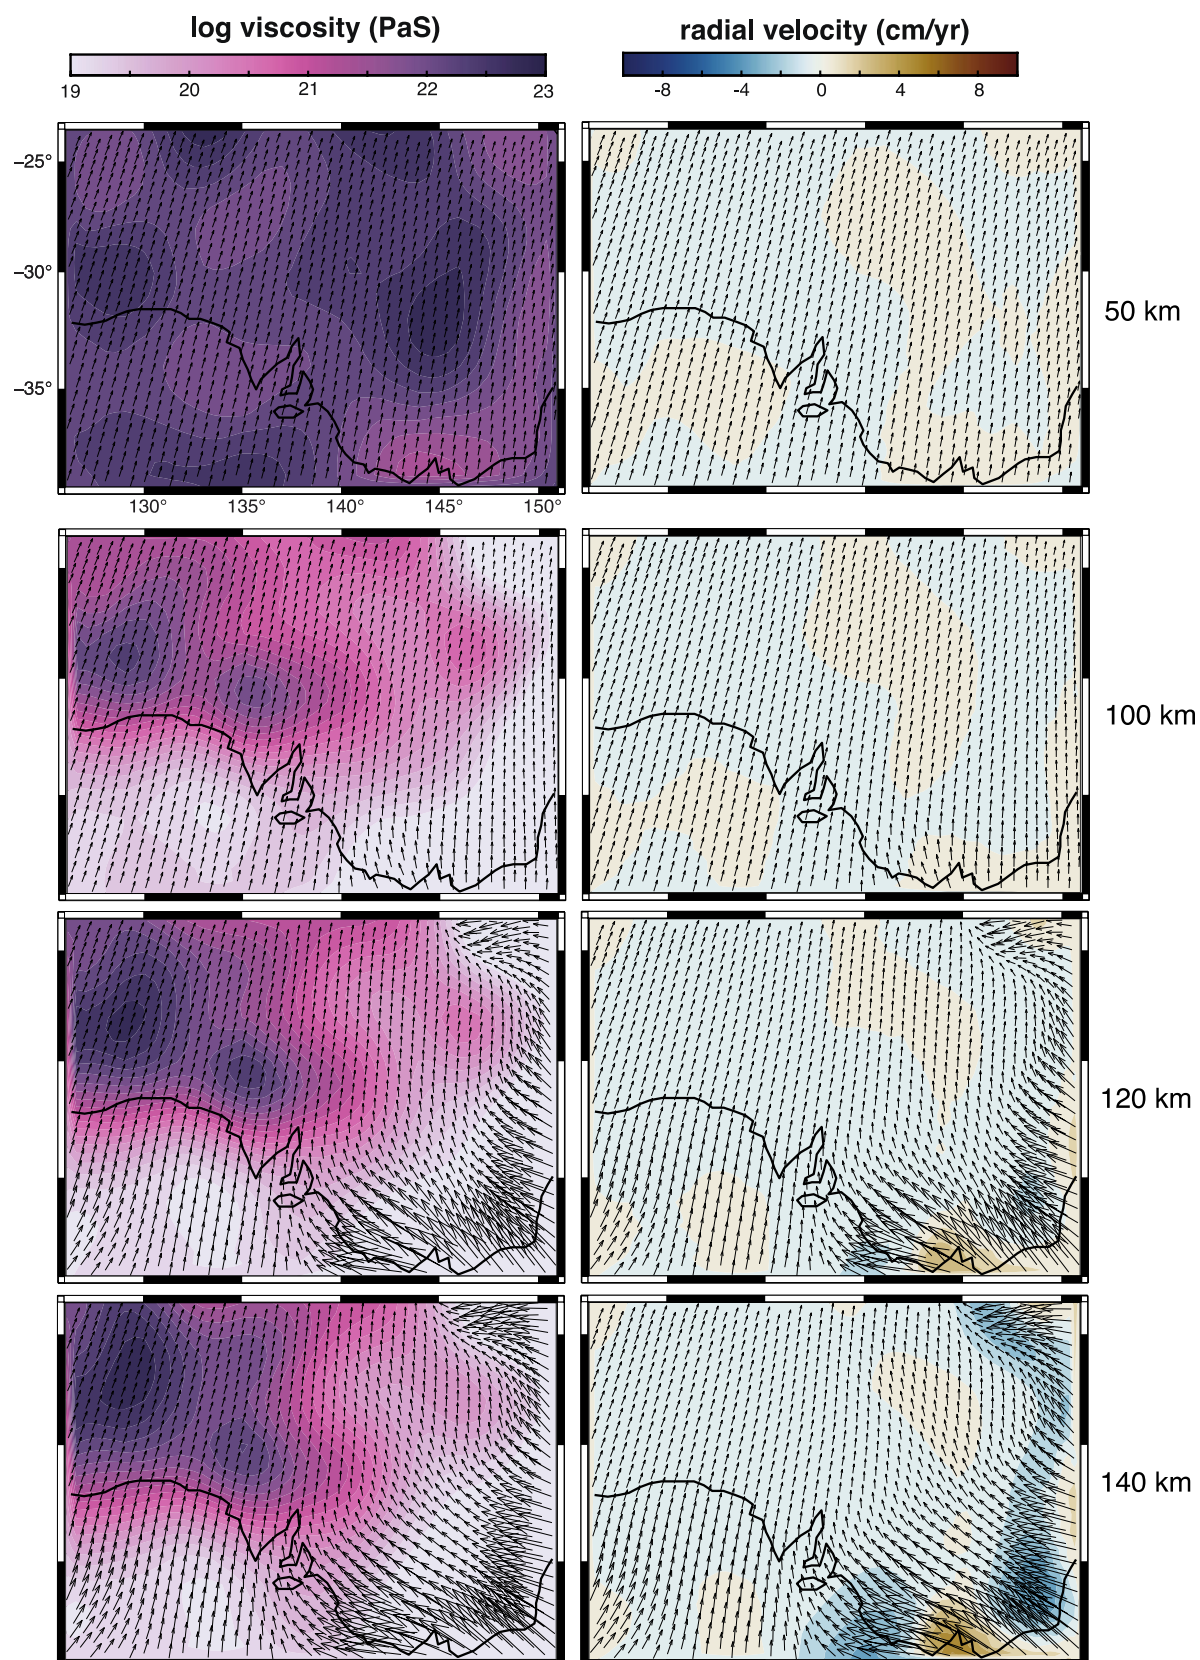 log viscosity (PaS)
radial velocity (cm/yr)
19 20 21 22 23
-8 -4 0 4 8
−25°
−30°
50 km
−35°
130° 135° 140° 145° 150°
100 km
120 km
140 km